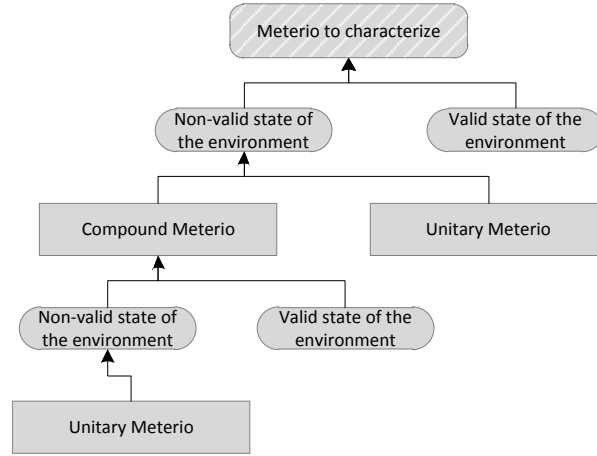 Meterio to characterize
Non-valid state of
the environment
Valid state of the
environment
Compound Meterio
Unitary Meterio
Non-valid state of
the environment
Valid state of the
environment
Unitary Meterio